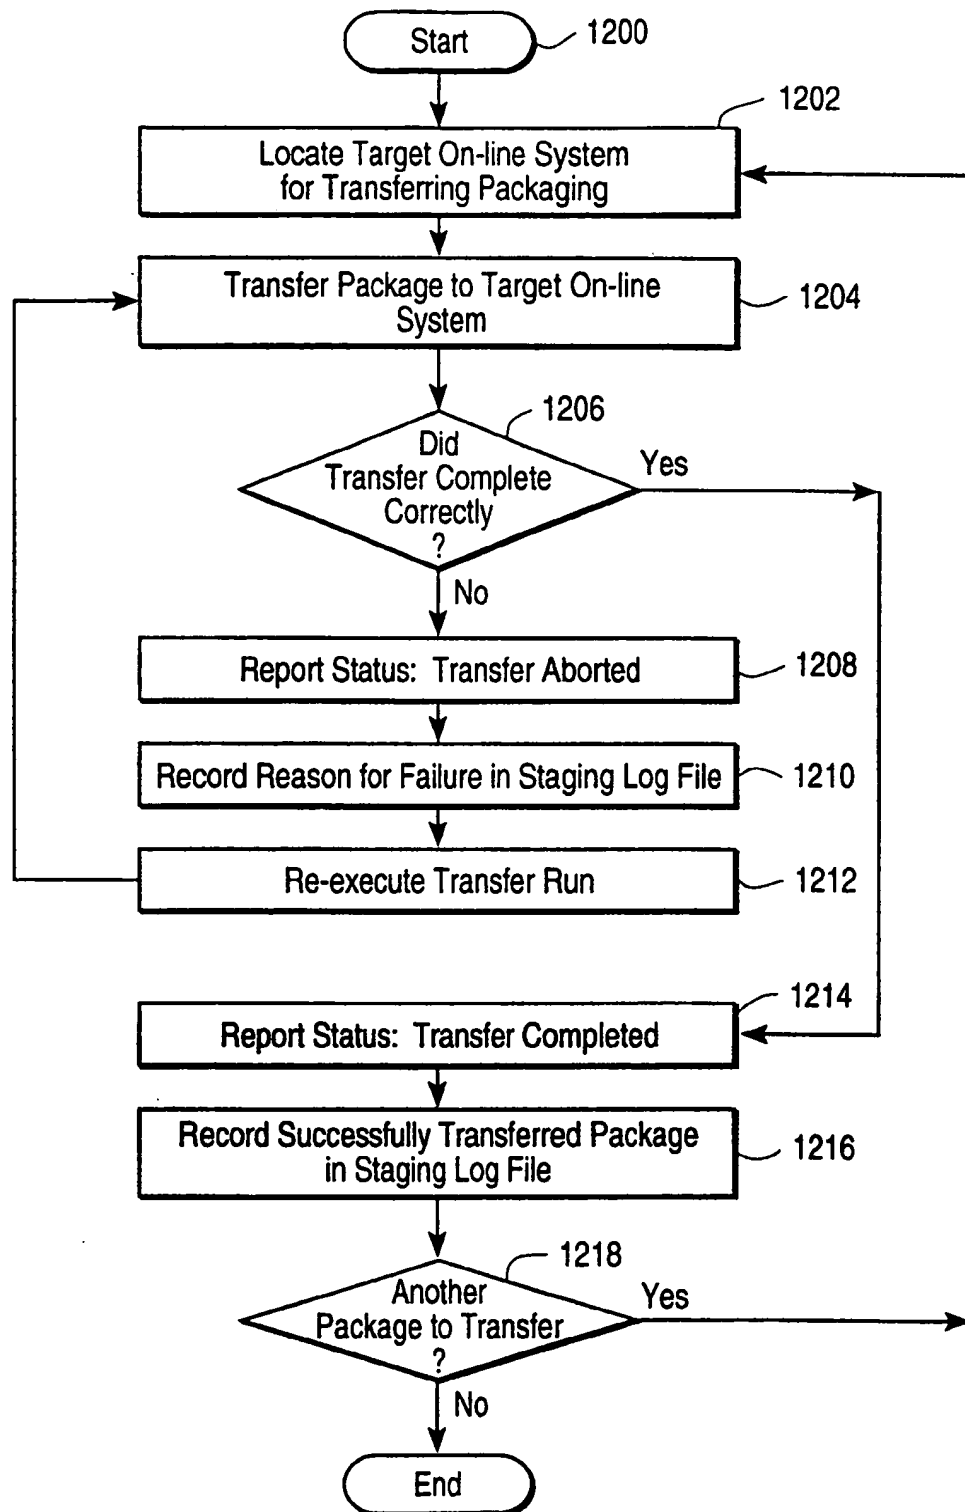 Start
1200
1202
Locate Target On-line System
for Transferring Packaging
Transfer Package to Target On-line
System
1204
1206
Did
Transfer Complete
Correctly
?
Yes
No
Report Status:  Transfer Aborted
1208
Record Reason for Failure in Staging Log File
1210
Re-execute Transfer Run
1212
1214
Report Status:  Transfer Completed
Record Successfully Transferred Package
in Staging Log File
1216
1218
Another
Package to Transfer
?
Yes
No
End